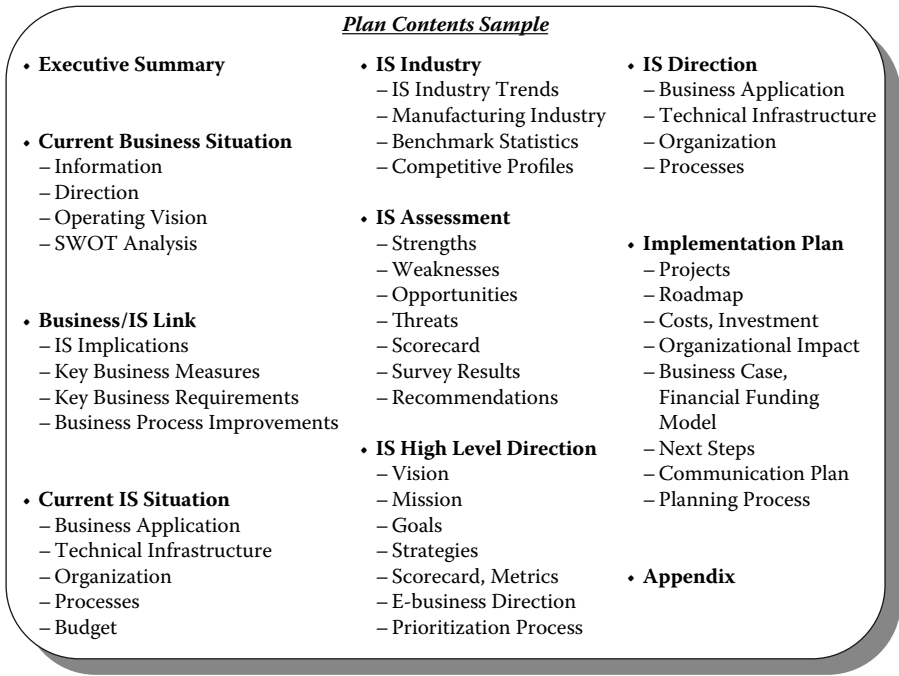 Plan Contents Sample
• Executive Summary
• Current Business Situation
– Information
– Direction
– Operating Vision
– SWOT Analysis
• Business/IS Link
– IS Implications
– Key Business Measures
– Key Business Requirements
– Business Process Improvements
• Current IS Situation
– Business Application
– Technical Infrastructure
– Organization
– Processes
– Budget
• IS Industry
– IS Industry Trends
– Manufacturing Industry
– Benchmark Statistics
– Competitive Profiles
• IS Assessment
– Strengths
– Weaknesses
– Opportunities
– Threats
– Scorecard
– Survey Results
– Recommendations
• IS High Level Direction
– Vision
– Mission
– Goals
– Strategies
– Scorecard, Metrics
– E-business Direction
– Prioritization Process
• IS Direction
– Business Application
– Technical Infrastructure
– Organization
– Processes
• Implementation Plan
– Projects
– Roadmap
– Costs, Investment
– Organizational Impact
– Business Case,
Financial Funding
Model
– Next Steps
– Communication Plan
– Planning Process
• Appendix